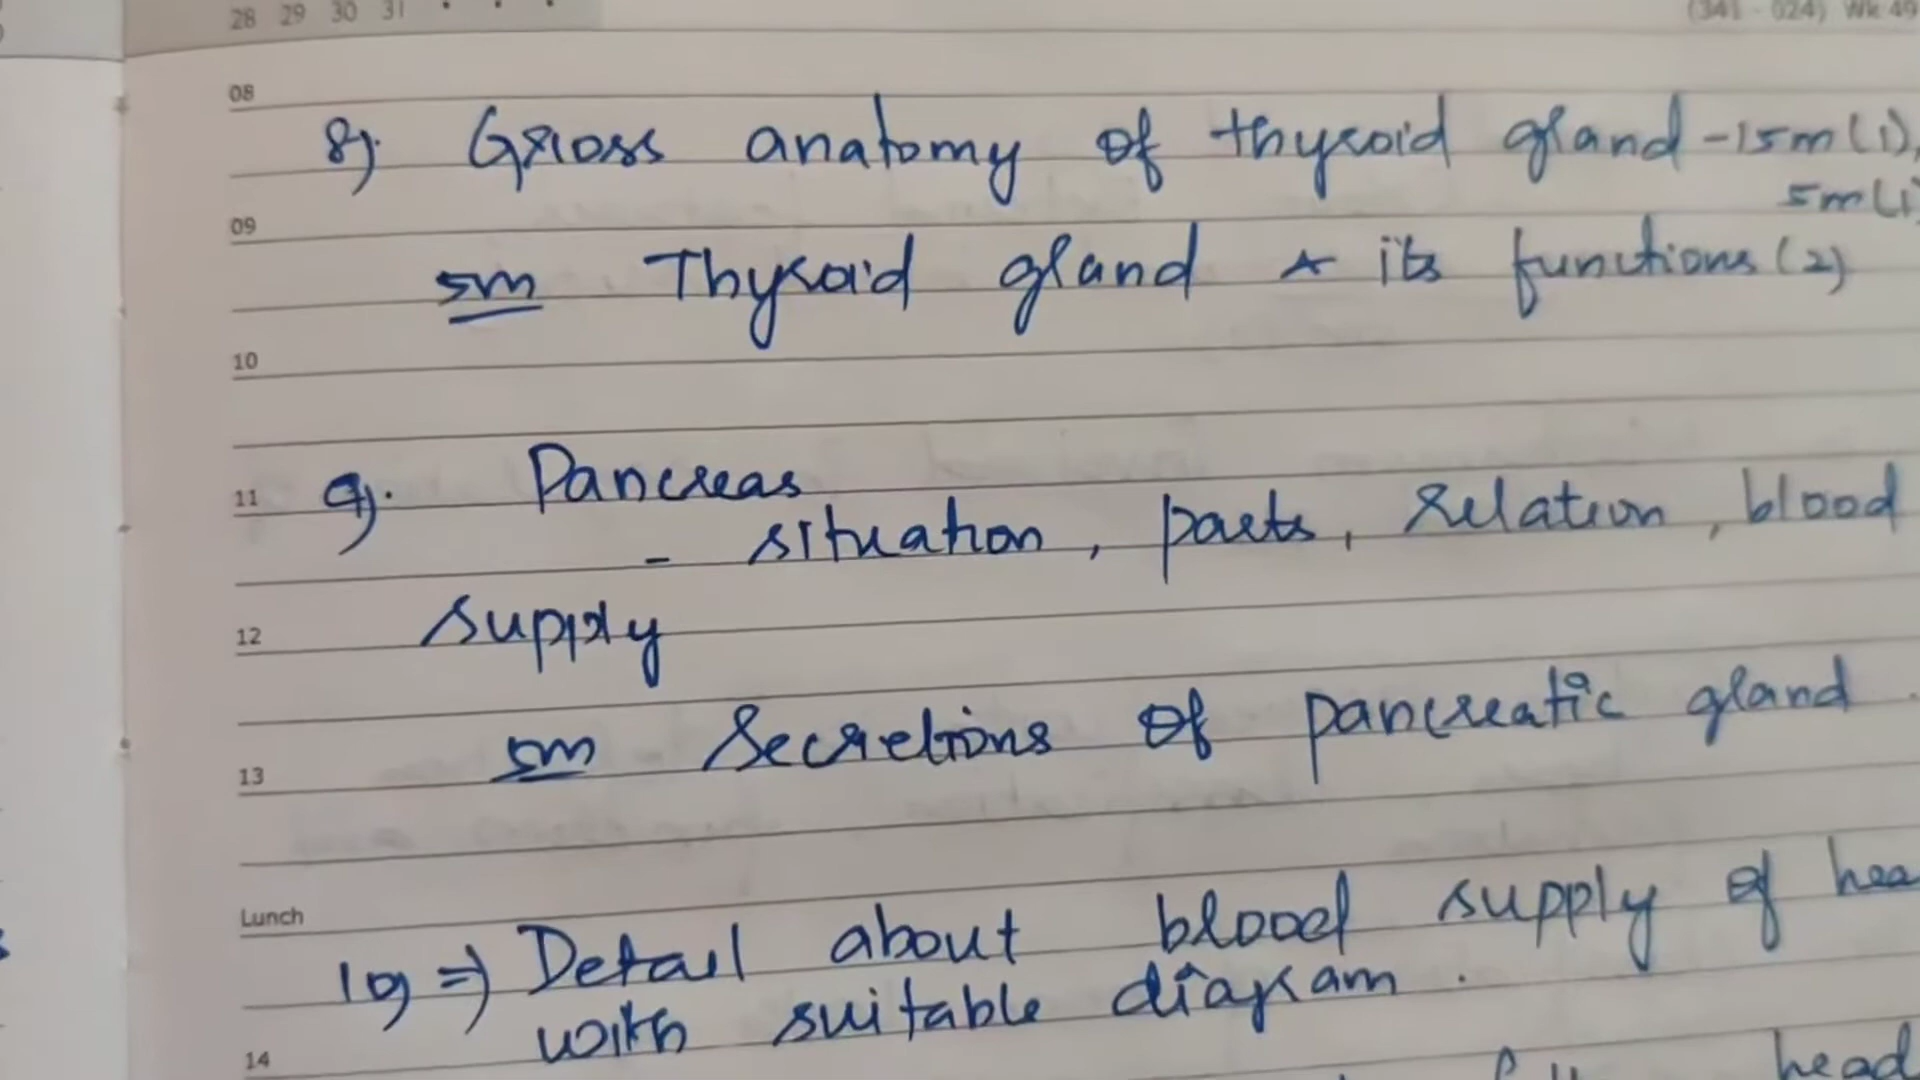 28 29 30 31
(341 - 024) Wk 49
08
8). Gross anatomy of thyroid gland - 15m (1),
5m (1)
09
5m Thyroid gland & its functions (2)
10
11
9). Pancreas
- situation, parts, relation, blood
12
supply
5m Secretions of pancreatic gland
13
Lunch
10) => Detail about blood supply of hea
with suitable diagram.
14
head